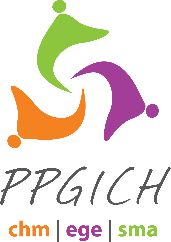 PPGICH
chm | ege | sma